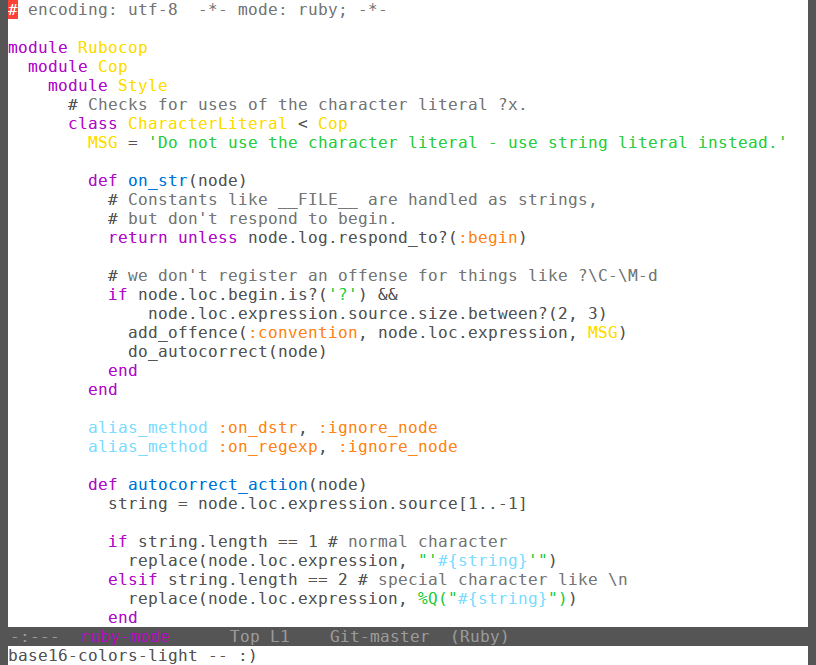 # encoding: utf-8  -*- mode: ruby; -*-

module Rubocop
  module Cop
    module Style
      # Checks for uses of the character literal ?x.
      class CharacterLiteral < Cop
        MSG = 'Do not use the character literal - use string literal instead.'

        def on_str(node)
          # Constants like __FILE__ are handled as strings,
          # but don't respond to begin.
          return unless node.log.respond_to?(:begin)

          # we don't register an offense for things like ?\C-\M-d
          if node.loc.begin.is?('?') &&
              node.loc.expression.source.size.between?(2, 3)
            add_offence(:convention, node.loc.expression, MSG)
            do_autocorrect(node)
          end
        end

        alias_method :on_dstr, :ignore_node
        alias_method :on_regexp, :ignore_node

        def autocorrect_action(node)
          string = node.loc.expression.source[1..-1]

          if string.length == 1 # normal character
            replace(node.loc.expression, "'#{string}'")
          elsif string.length == 2 # special character like \n
            replace(node.loc.expression, %Q("#{string}"))
          end
-:---  ruby-mode      Top L1    Git-master  (Ruby)
base16-colors-light -- :)